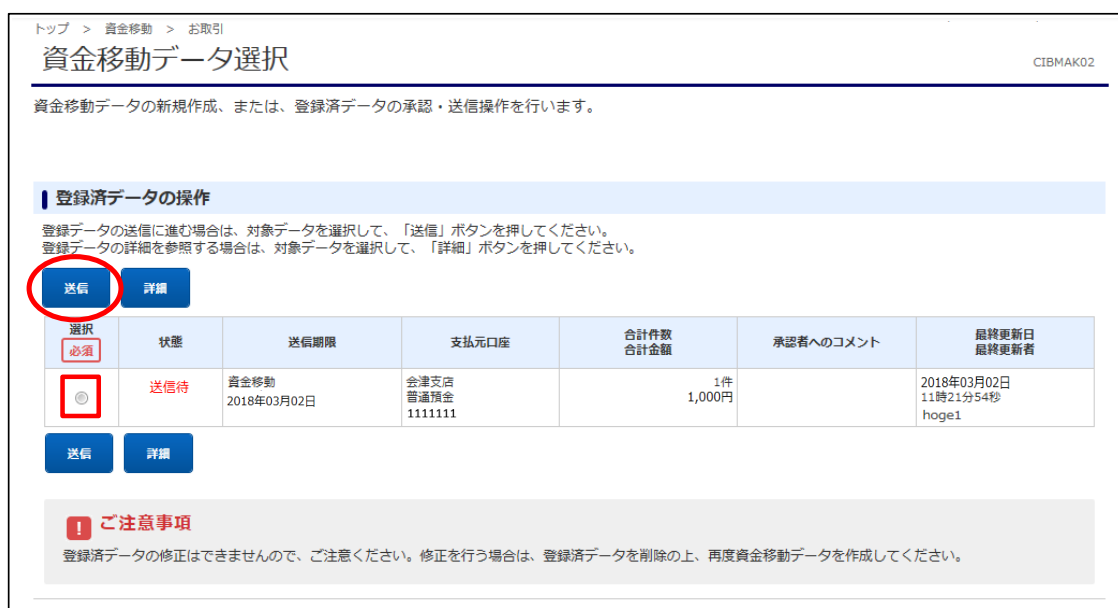 トップ > 資金移動 > お取引
資金移動データ選択
CIBMAK02
資金移動データの新規作成、または、登録済データの承認・送信操作を行います。
登録済データの操作
登録データの送信に進む場合は、対象データを選択して、「送信」ボタンを押してください。
登録データの詳細を参照する場合は、対象データを選択して、「詳細」ボタンを押してください。
送信 詳細
選択 必須 状態 送信期限 支払元口座 合計件数 合計金額 承認者へのコメント 最終更新日 最終更新者
送信待 資金移動 会津支店 1件 2018年03月02日
2018年03月02日 普通預金 1,000円 11時21分54秒
1111111 hoge1
送信 詳細
! ご注意事項
登録済データの修正はできませんので、ご注意ください。修正を行う場合は、登録済データを削除の上、再度資金移動データを作成してください。